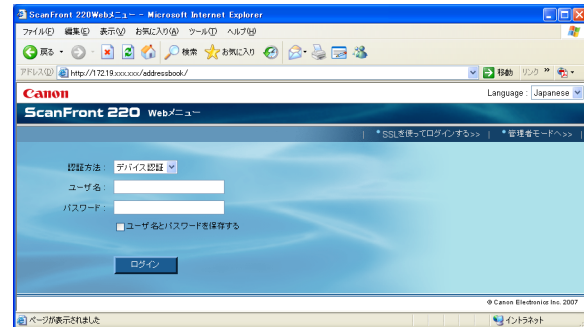 ScanFront 220Webメニュー - Microsoft Internet Explorer
ファイル(F) 編集(E) 表示(V) お気に入り(A) ツール(T) ヘルプ(H)
戻る 検索 お気に入り
アドレス(D) http://172.19.xxx.xxx/addressbook/ 移動 リンク »
Canon Language : Japanese
ScanFront 220 Webメニュー
| *SSLを使ってログインする>> | *管理者モードへ>> |
認証方法 : デバイス認証
ユーザ名 :
パスワード :
ユーザ名とパスワードを保存する
ログイン
© Canon Electronics Inc. 2007
ページが表示されました イントラネット